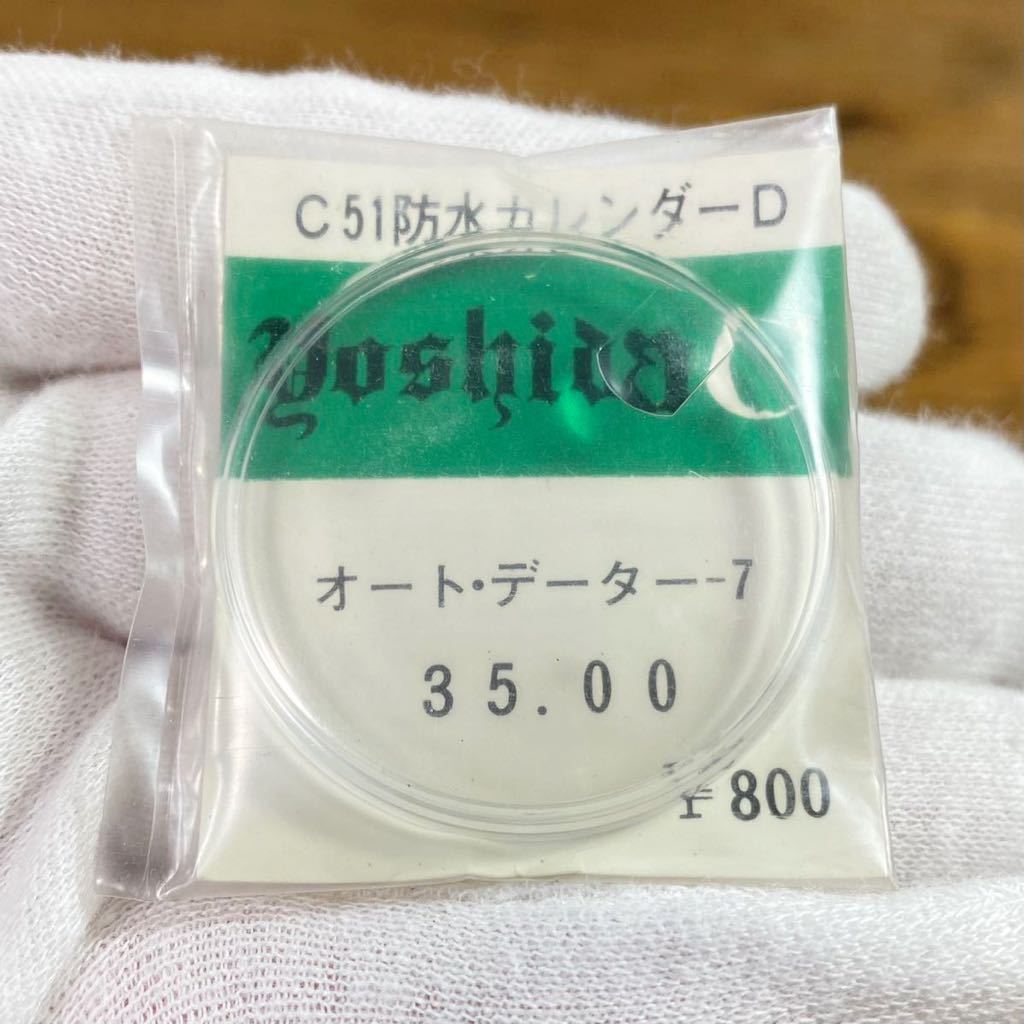 C51防水カレンダーD
Yoshida
オート・データー-7
35.00
¥800